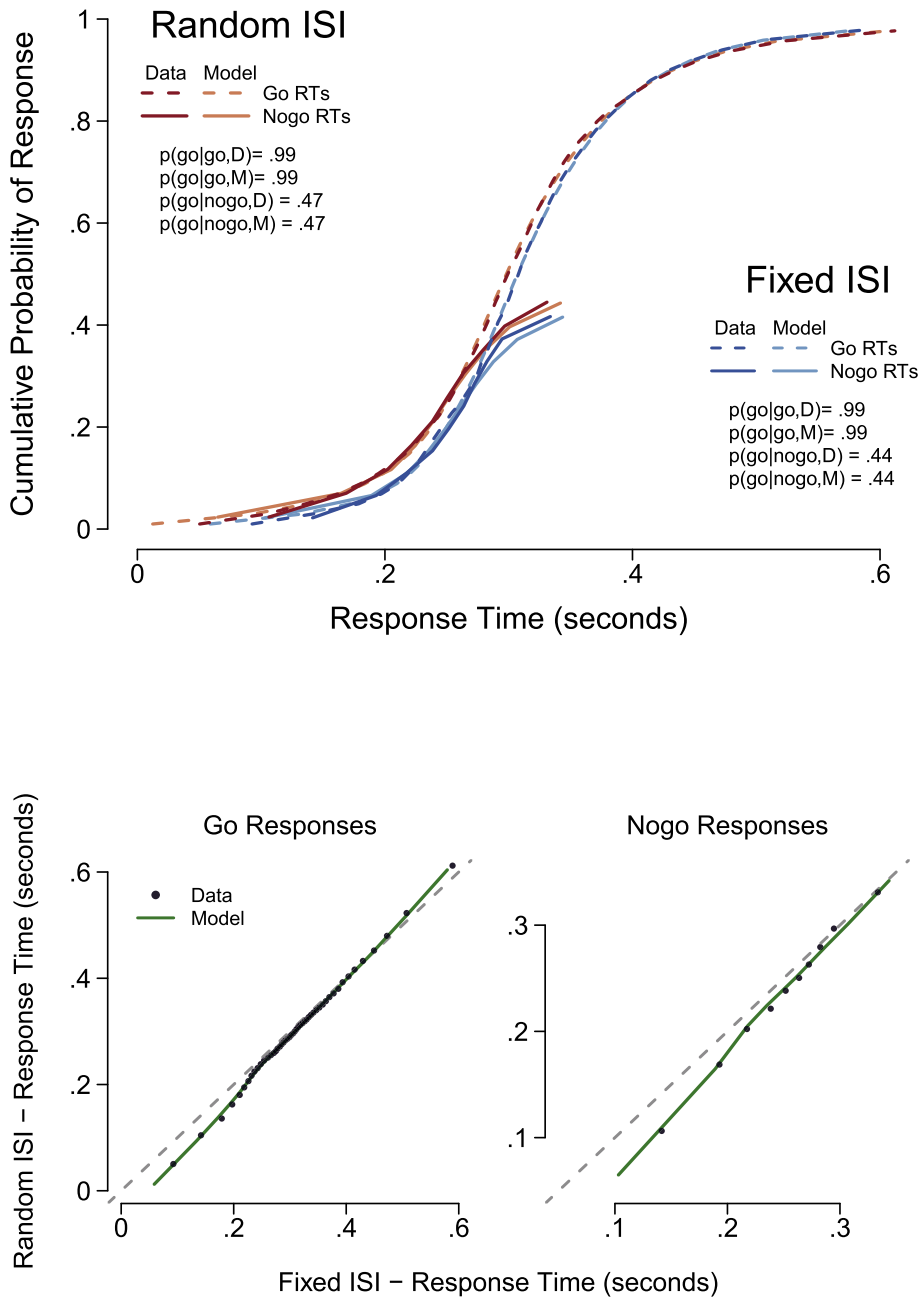 Random ISI
Data Model
Go RTs
Nogo RTs
p(go|go,D)= .99
p(go|go,M)= .99
p(go|nogo,D) = .47
p(go|nogo,M) = .47
Cumulative Probability of Response
1
.8
.6
.4
.2
0
Fixed ISI
Data Model
Go RTs
Nogo RTs
p(go|go,D)= .99
p(go|go,M)= .99
p(go|nogo,D) = .44
p(go|nogo,M) = .44
0 .2 .4 .6
Response Time (seconds)
Random ISI − Response Time (seconds)
Go Responses
Data
Model
.6
.4
.2
0
0 .2 .4 .6
Nogo Responses
.3
.2
.1
.1 .2 .3
Fixed ISI − Response Time (seconds)